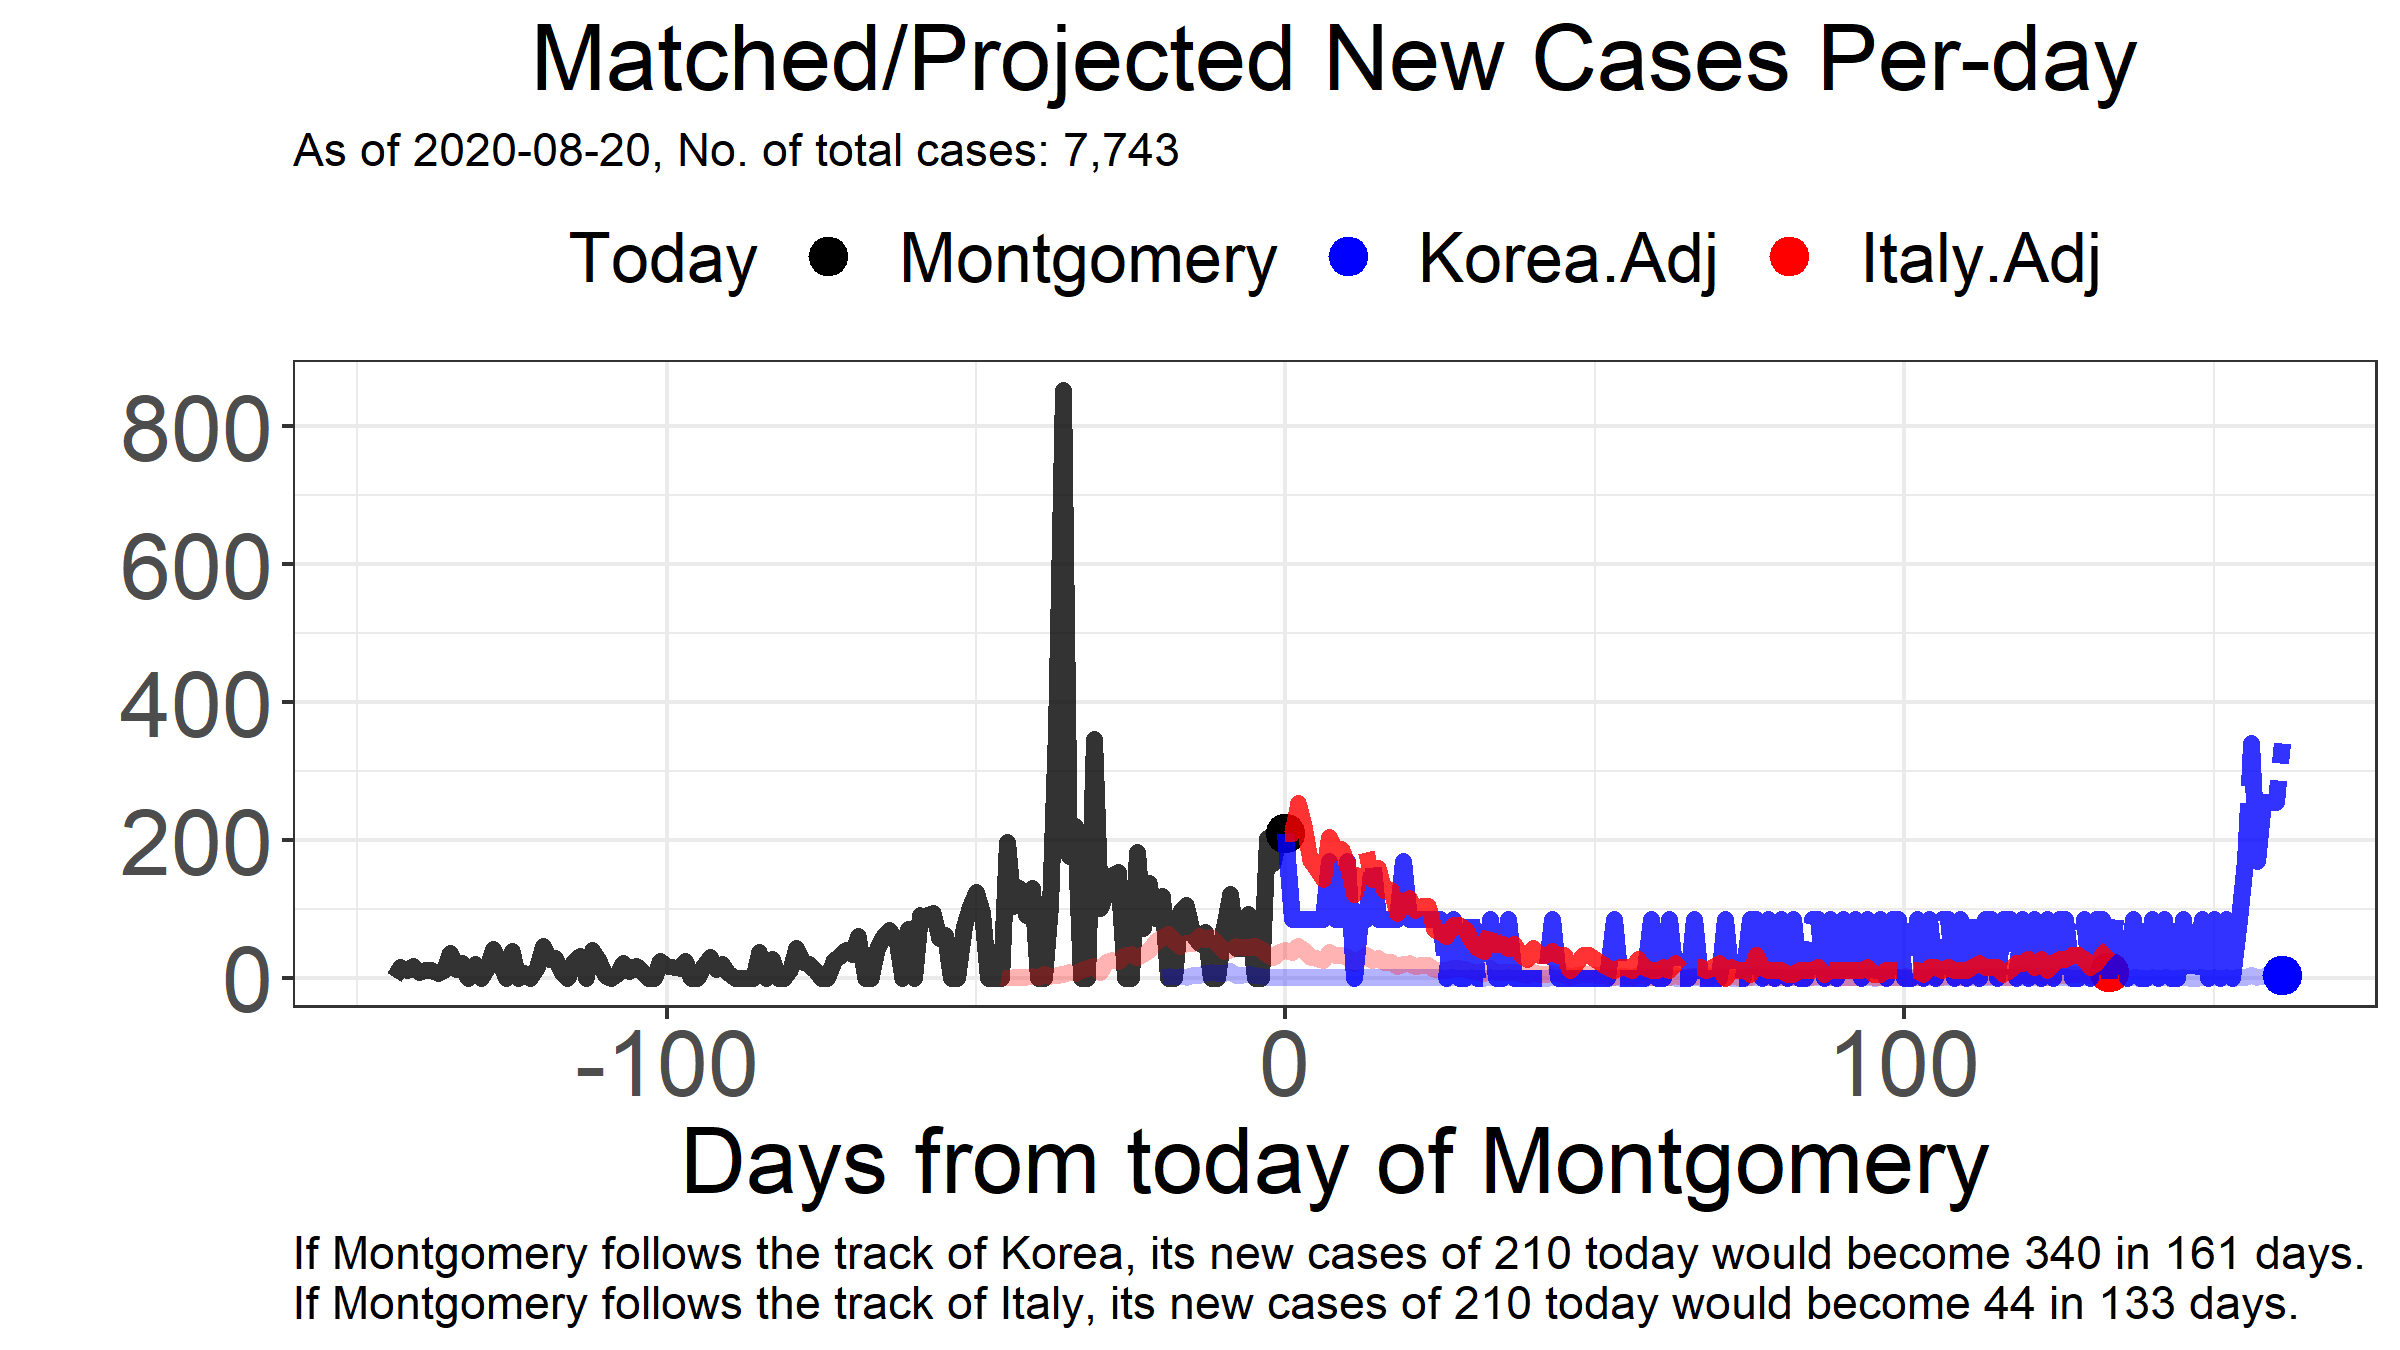 Matched/Projected New Cases Per-day
As of 2020-08-20, No. of total cases: 7,743
Today Montgomery Korea.Adj Italy.Adj
800
600
400
200
0
-100 0 100
Days from today of Montgomery
If Montgomery follows the track of Korea, its new cases of 210 today would become 340 in 161 days.
If Montgomery follows the track of Italy, its new cases of 210 today would become 44 in 133 days.